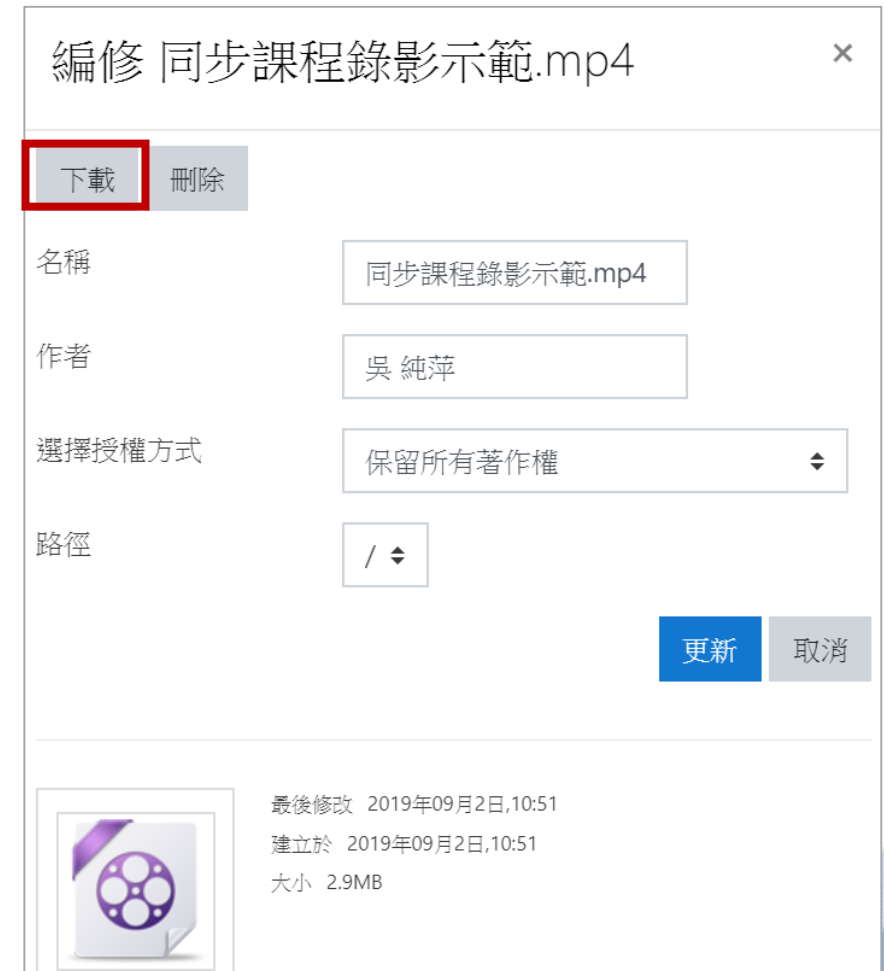 編修 同步課程錄影示範.mp4 ×
下載 刪除
名稱 同步課程錄影示範.mp4
作者 吳 純萍
選擇授權方式 保留所有著作權
路徑 /
更新 取消
最後修改 2019年09月2日,10:51
建立於 2019年09月2日,10:51
大小 2.9MB